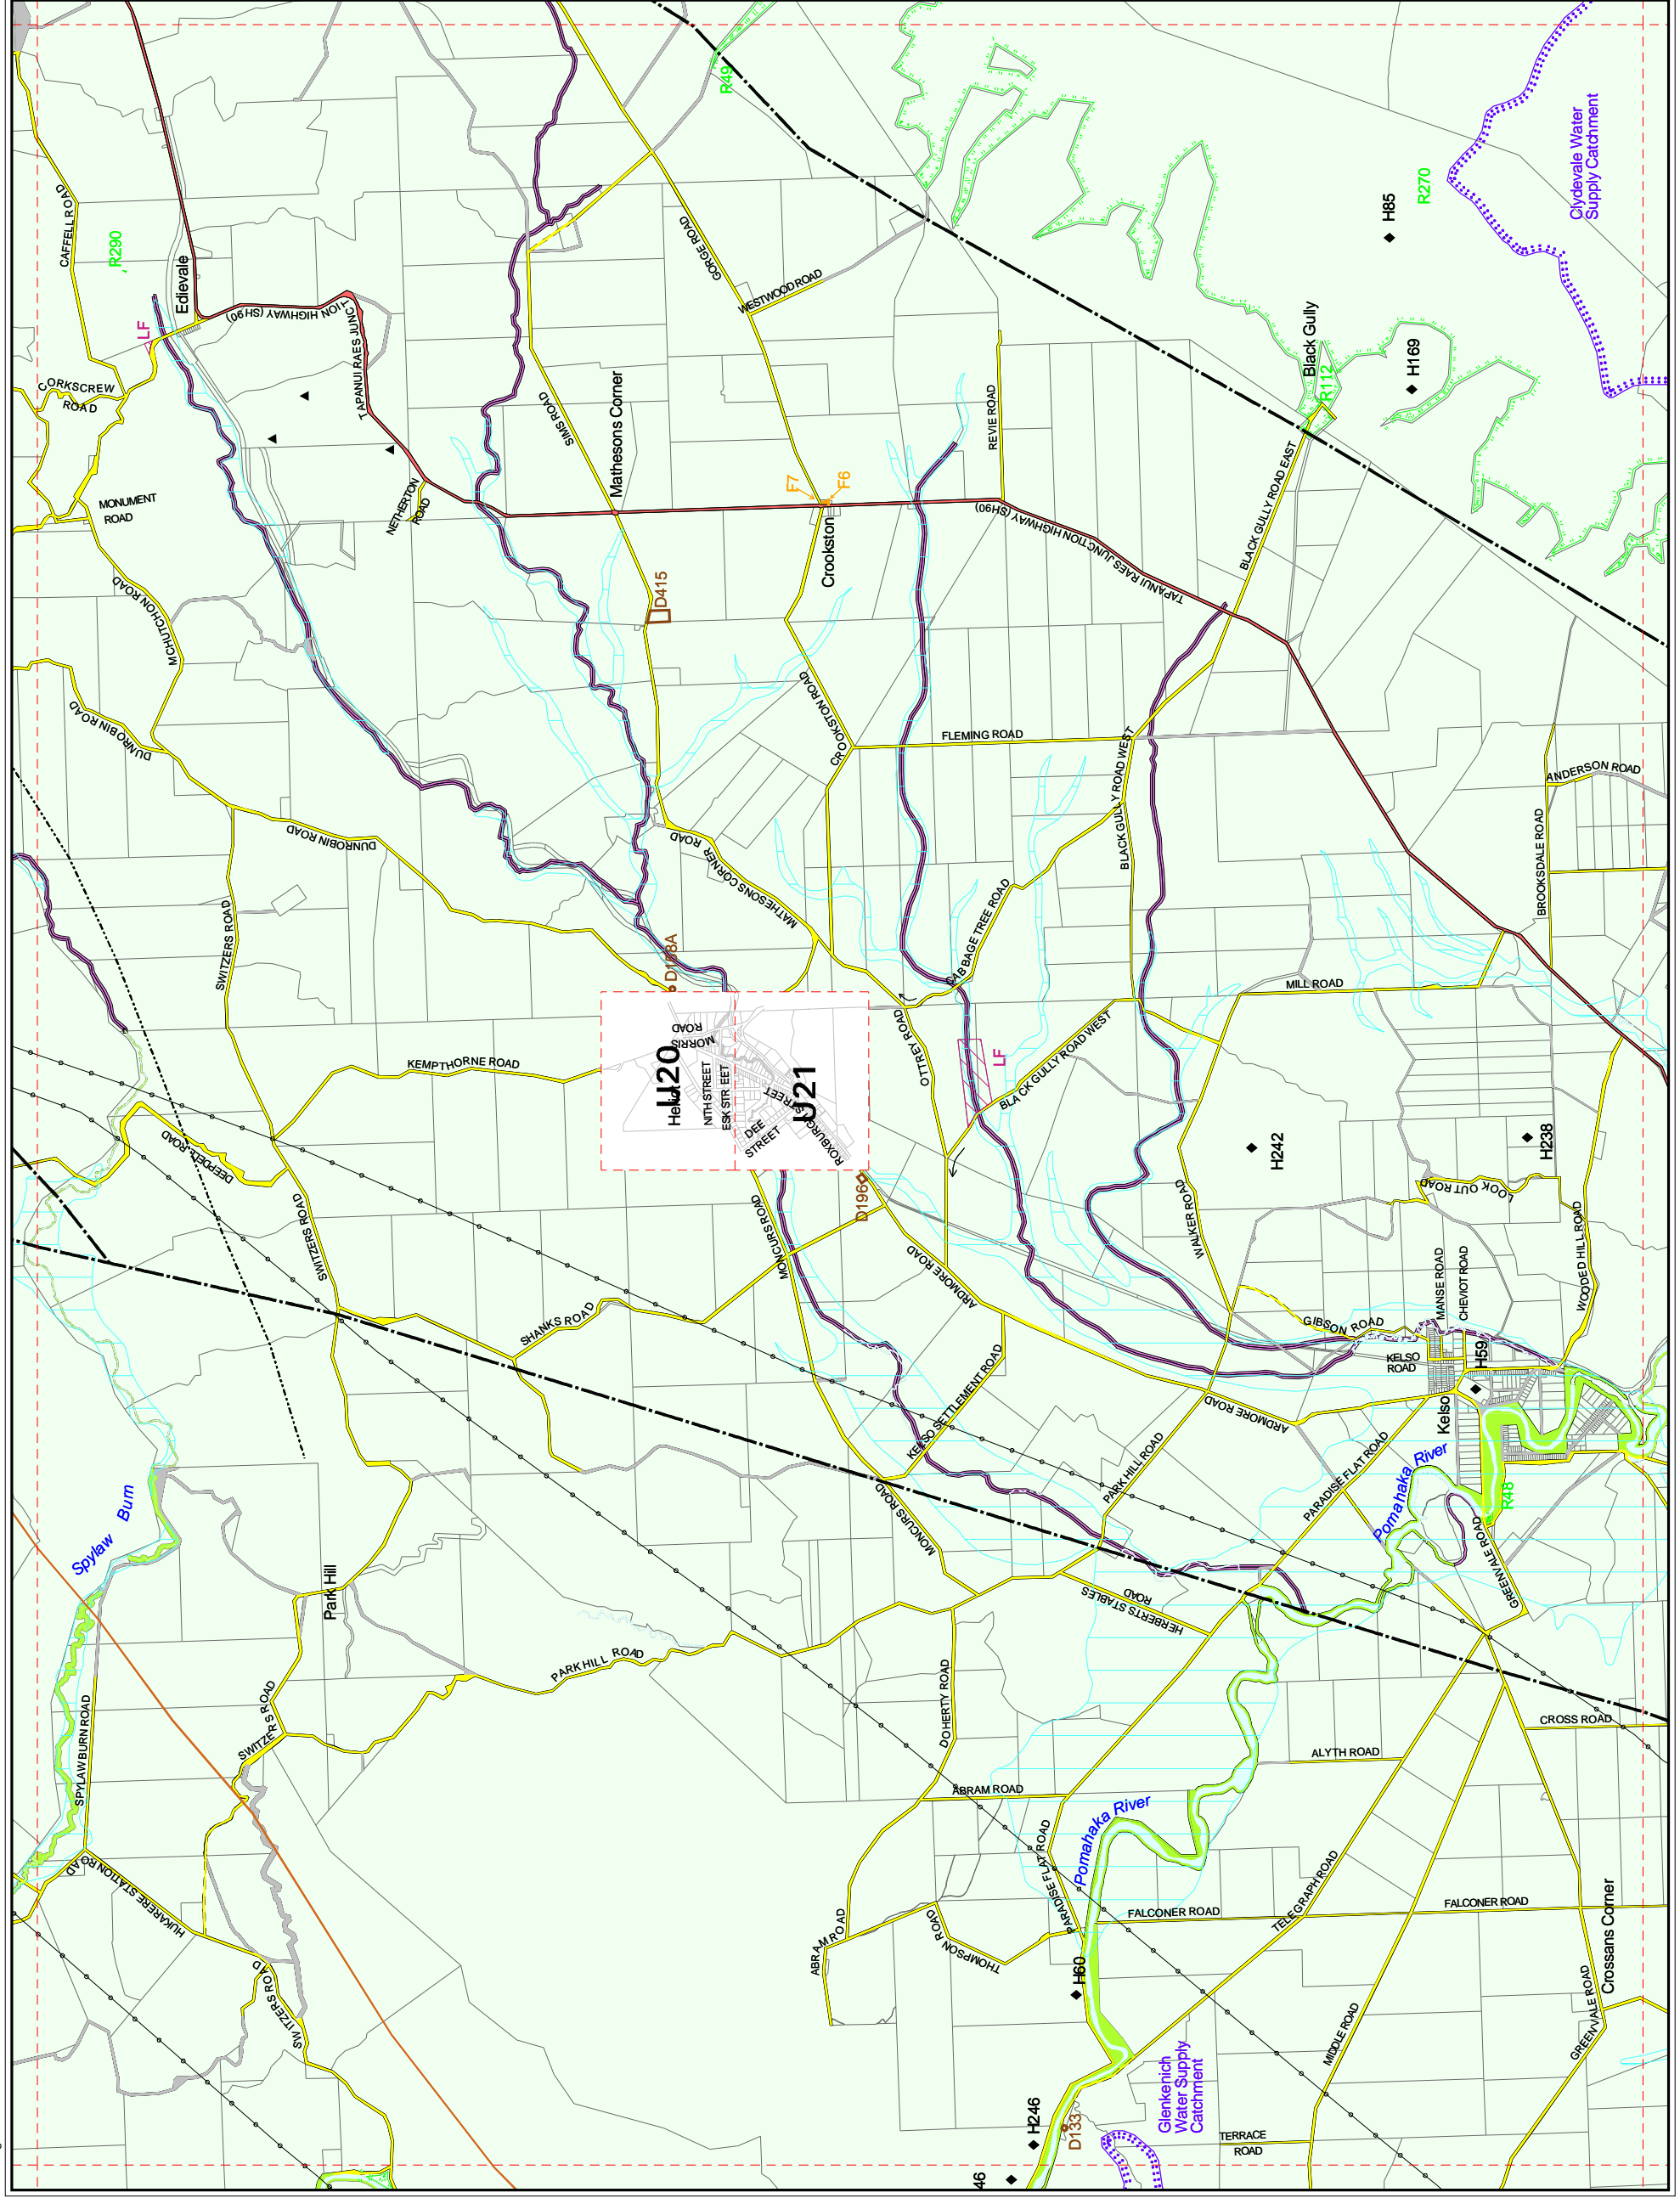 CAFFELL ROAD
R290
Edievale
LF
CORKSCREW
ROAD
TAPANUI RAES JUNCTION HIGHWAY (SH90)
MONUMENT
ROAD
NETHERTON
ROAD
MCHUTCHON ROAD
DUNROBIN ROAD
R49
GORGE ROAD
WESTWOOD ROAD
SIMS ROAD
Mathesons Corner
F7
F6
Crookston
D415
REVIE ROAD
TAPANUI RAES JUNCTION HIGHWAY (SH90)
Clydevale Water
Supply Catchment
R270
H85
Black Gully
R112
H169
BLACK GULLY ROAD EAST
CROOKSTON ROAD
FLEMING ROAD
BLACK GULLY ROAD WEST
ANDERSON ROAD
BROOKSDALE ROAD
DUNROBIN ROAD
SWITZERS ROAD
MATHESONS CORNER ROAD
CABBAGE TREE ROAD
D158A
MILL ROAD
KEMPTHORNE ROAD
MORRIS
ROAD
U20
Heriot
NITH STREET
ESK STREET
U21
DEE
STREET
ROXBURGH STREET
OTTREY ROAD
LF
BLACK GULLY ROAD WEST
DEEPDELL ROAD
SWITZERS ROAD
MONCURS ROAD
D196
ARDMORE ROAD
WALKER ROAD
H242
H238
LOOK OUT ROAD
WOODED HILL ROAD
SHANKS ROAD
KELSO SETTLEMENT ROAD
GIBSON ROAD
MANSE ROAD
CHEVIOT ROAD
KELSO
ROAD
H59
Kelso
ARDMORE ROAD
PARK HILL ROAD
PARADISE FLAT ROAD
Pomahaka River
R48
GREENVALE ROAD
MONCURS ROAD
HERBERTS STABLES
ROAD
Spylaw Burn
Park Hill
PARK HILL ROAD
SPYLAW BURN ROAD
SWITZERS ROAD
DOHERTY ROAD
ABRAM ROAD
ALYTH ROAD
CROSS ROAD
Pomahaka River
PARADISE FLAT ROAD
HUKARERE STATION ROAD
SWITZERS ROAD
ABRAM ROAD
THOMPSON ROAD
FALCONER ROAD
TELEGRAPH ROAD
FALCONER ROAD
Crossans Corner
H60
MIDDLE ROAD
GREENVALE ROAD
Glenkenich
Water Supply
Catchment
H246
D133
TERRACE
ROAD
46